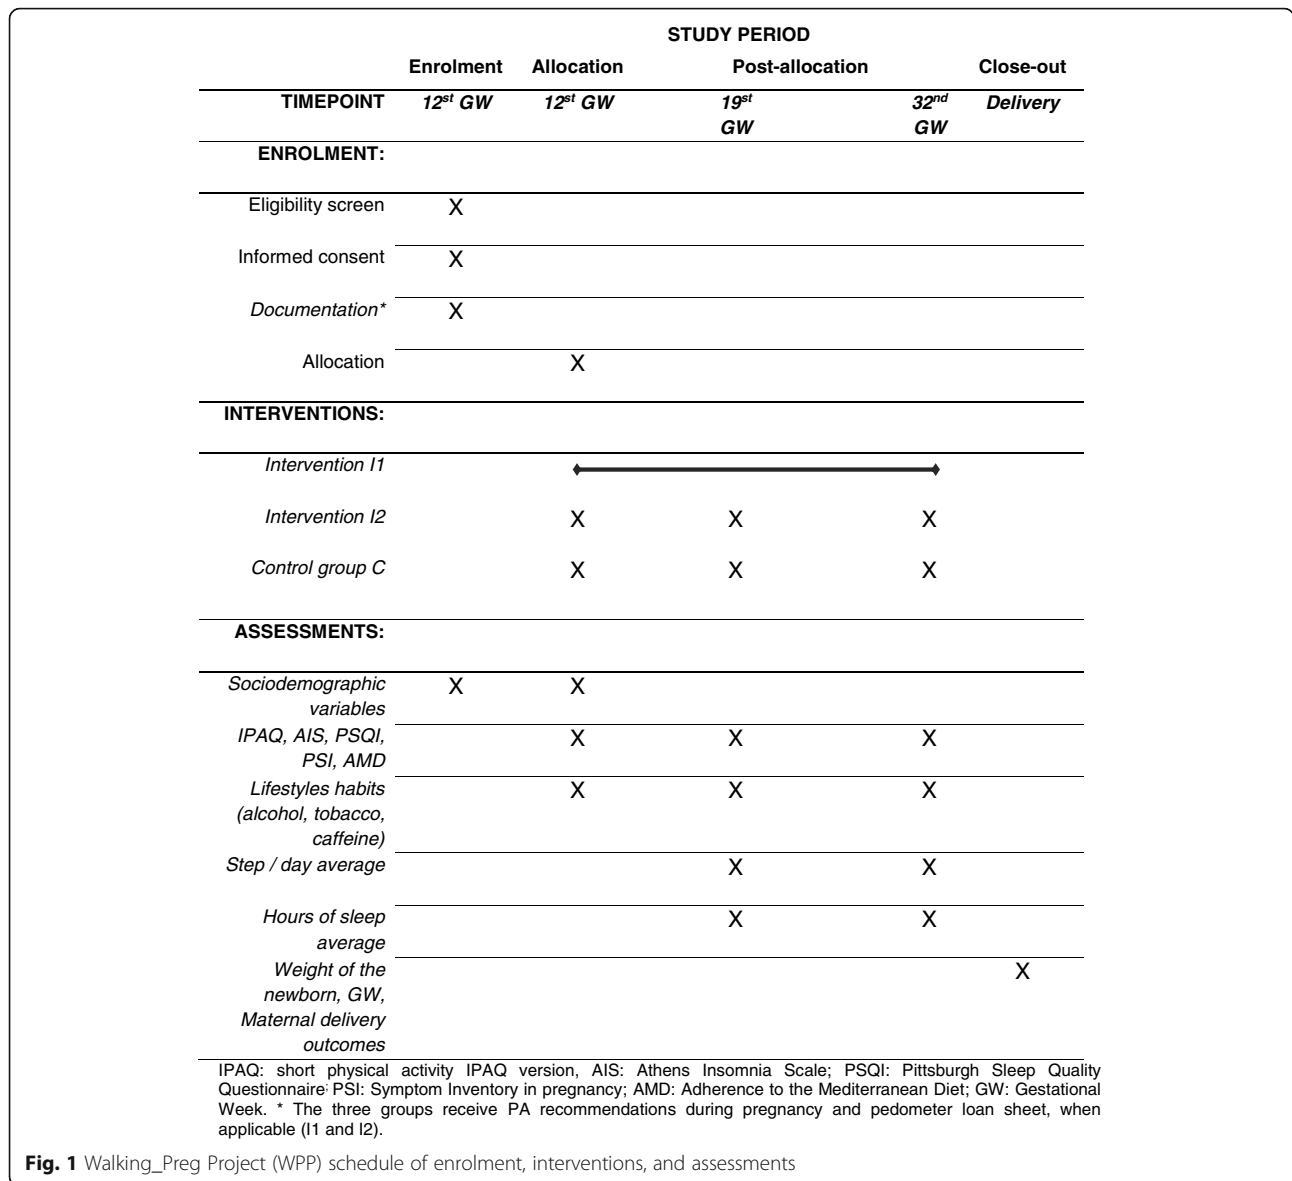 STUDY PERIOD
Enrolment Allocation Post-allocation Close-out
TIMEPOINT 12st GW 12st GW 19st GW 32nd GW Delivery
ENROLMENT:
Eligibility screen X
Informed consent X
Documentation* X
Allocation X
INTERVENTIONS:
Intervention I1
Intervention I2 X X X
Control group C X X X
ASSESSMENTS:
Sociodemographic X X
variables
IPAQ, AIS, PSQI, X X X
PSI, AMD
Lifestyles habits X X X
(alcohol, tobacco,
caffeine)
Step / day average X X
Hours of sleep X X
average
Weight of the X
newborn, GW,
Maternal delivery
outcomes
IPAQ: short physical activity IPAQ version, AIS: Athens Insomnia Scale; PSQI: Pittsburgh Sleep Quality
Questionnaire; PSI: Symptom Inventory in pregnancy; AMD: Adherence to the Mediterranean Diet; GW: Gestational
Week. * The three groups receive PA recommendations during pregnancy and pedometer loan sheet, when
applicable (I1 and I2).
Fig. 1 Walking_Preg Project (WPP) schedule of enrolment, interventions, and assessments